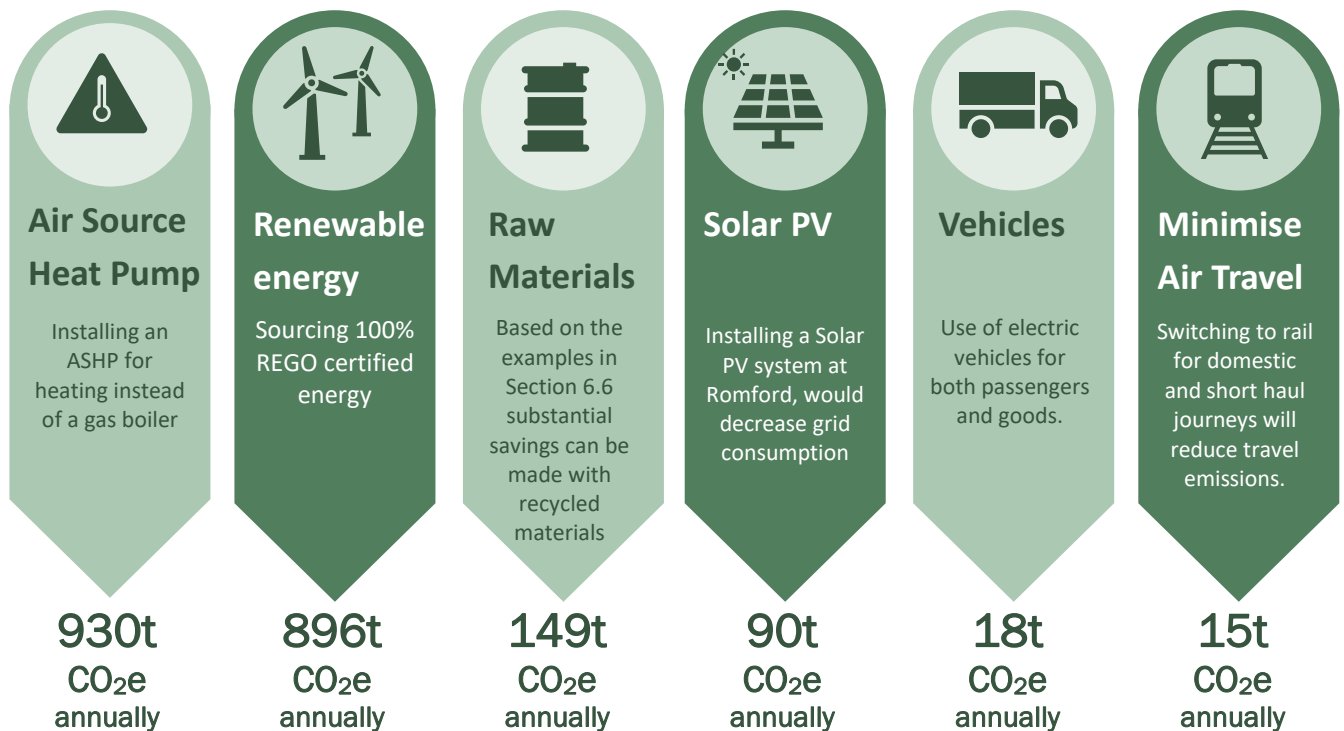 Air Source
Heat Pump
Installing an
ASHP for
heating instead
of a gas boiler
930t
CO₂e
annually
Renewable
energy
Sourcing 100%
REGO certified
energy
896t
CO₂e
annually
Raw
Materials
Based on the
examples in
Section 6.6
substantial
savings can be
made with
recycled
materials
149t
CO₂e
annually
Solar PV
Installing a Solar
PV system at
Romford, would
decrease grid
consumption
90t
CO₂e
annually
Vehicles
Use of electric
vehicles for
both passengers
and goods.
18t
CO₂e
annually
Minimise
Air Travel
Switching to rail
for domestic
and short haul
journeys will
reduce travel
emissions.
15t
CO₂e
annually